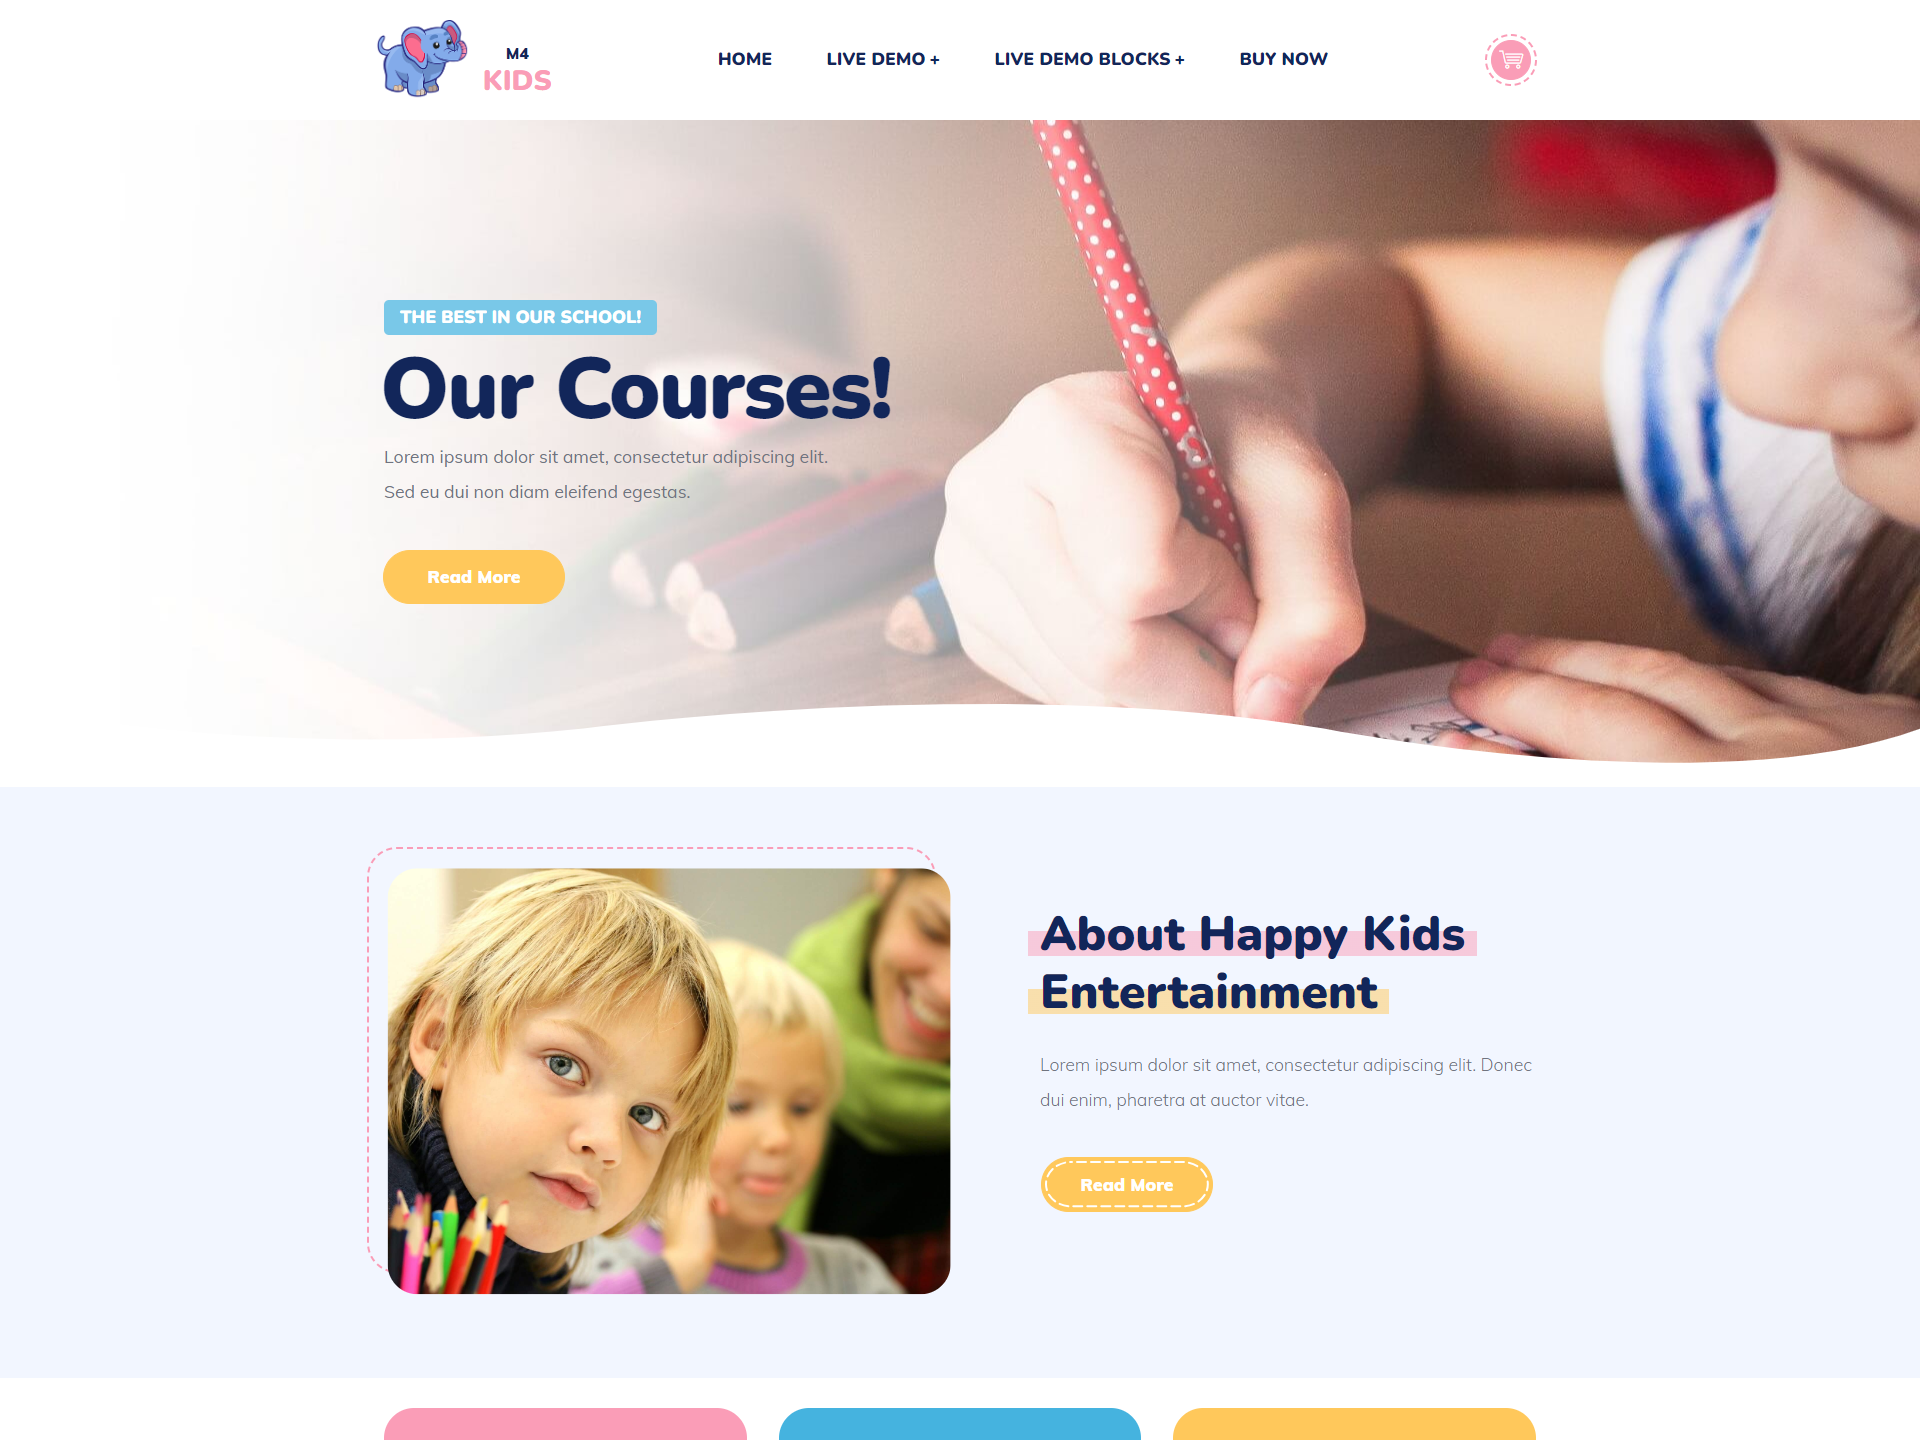 M4
KIDS
HOME
LIVE DEMO +
LIVE DEMO BLOCKS +
BUY NOW
THE BEST IN OUR SCHOOL!
Our Courses!
Lorem ipsum dolor sit amet, consectetur adipiscing elit.
Sed eu dui non diam eleifend egestas.
Read More
About Happy Kids
Entertainment
Lorem ipsum dolor sit amet, consectetur adipiscing elit. Donec
dui enim, pharetra at auctor vitae.
Read More